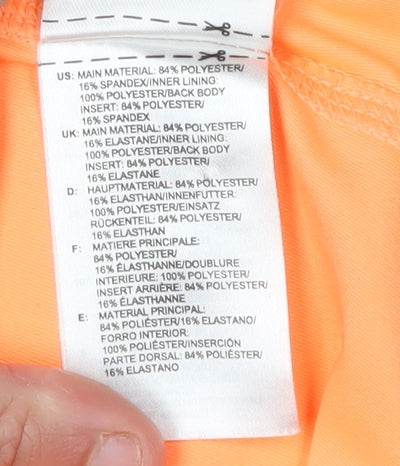 US: MAIN MATERIAL: 84% POLYESTER/
16% SPANDEX/INNER LINING:
100% POLYESTER/BACK BODY
INSERT: 84% POLYESTER/
16% SPANDEX
UK: MAIN MATERIAL: 84% POLYESTER/
16% ELASTANE/INNER LINING:
100% POLYESTER/BACK BODY
INSERT: 84% POLYESTER/
16% ELASTANE
D: HAUPTMATERIAL: 84% POLYESTER/
16% ELASTHAN/INNENFUTTER:
100% POLYESTER/EINSATZ
RÜCKENTEIL: 84% POLYESTER/
16% ELASTHAN
F: MATIERE PRINCIPALE:
84% POLYESTER/
16% ÉLASTHANNE/DOUBLURE
INTERIEURE: 100% POLYESTER/
INSERT ARRIÈRE: 84% POLYESTER/
16% ÉLASTHANNE
E: MATERIAL PRINCIPAL:
84% POLIÉSTER/16% ELASTANO/
FORRO INTERIOR:
100% POLIÉSTER/INSERCIÓN
PARTE DORSAL: 84% POLIÉSTER/
16% ELASTANO